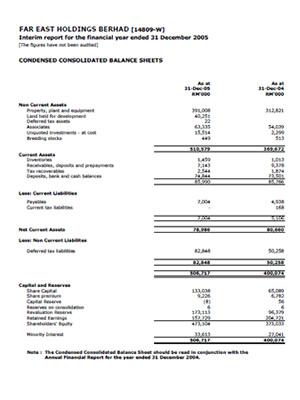 FAR EAST HOLDINGS BERHAD [14809-W]
Interim report for the financial year ended 31 December 2005
[The figures have not been audited]
CONDENSED CONSOLIDATED BALANCE SHEETS
As at As at
31-Dec-05 31-Dec-04
RM'000 RM'000
Non Current Assets
Property, plant and equipment 391,008 312,821
Land held for development 40,251
Deferred tax assets 22
Associates 63,335 54,039
Unquoted investments - at cost 15,514 2,299
Breeding stocks 449 513
510,579 369,672
Current Assets
Inventories 1,459 1,013
Receivables, deposits and prepayments 7,143 9,378
Tax recoverables 2,544 1,874
Deposits, bank and cash balances 74,844 73,501
85,990 85,766
Less: Current Liabilities
Payables 7,004 4,938
Current tax liabilities 168
7,004 5,106
Net Current Assets 78,986 80,660
Less: Non Current Liabilites
Deferred tax liabilities 82,848 50,258
82,848 50,258
506,717 400,074
Capital and Reserves
Share Capital 133,038 65,089
Share premium 9,226 6,782
Capital Reserve (8) 56
Reserves on consolidation 6 6
Revaluation Reserve 173,113 96,379
Retained Earnings 157,729 204,721
Shareholders' Equity 473,104 373,033
Minority Interest 33,613 27,041
506,717 400,074
Note : The Condensed Consolidated Balance Sheet should be read in conjunction with the
Annual Financial Report for the year ended 31 December 2004.